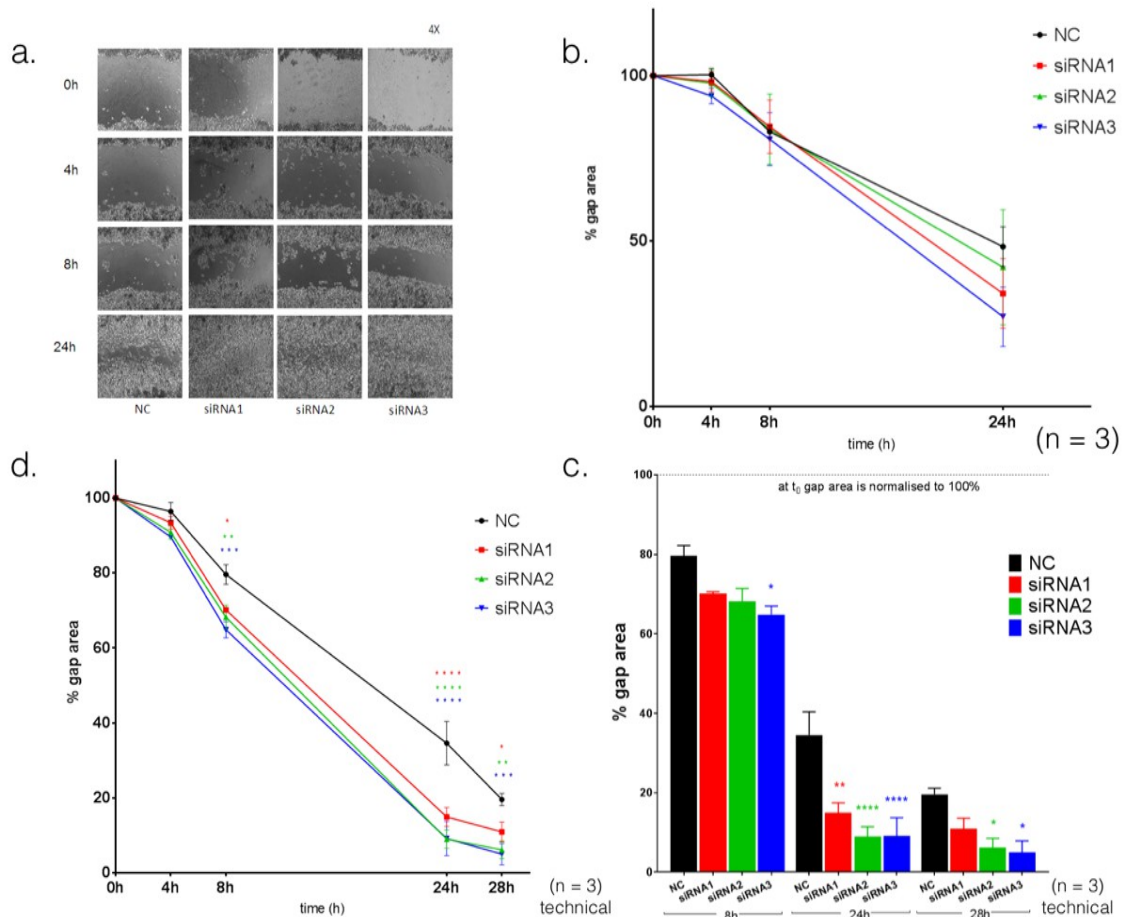 a.
4X
0h
4h
8h
24h
NC siRNA1 siRNA2 siRNA3
b.
NC
siRNA1
siRNA2
siRNA3
% gap area
100
50
0
0h 4h 8h 24h
time (h)
(n = 3)
d.
NC
siRNA1
siRNA2
siRNA3
% gap area
100
80
60
40
20
0
*
**
***
****
****
****
*
**
***
0h 4h 8h 24h 28h
time (h)
(n = 3)
technical
c.
at t₀ gap area is normalised to 100%
NC
siRNA1
siRNA2
siRNA3
% gap area
100
80
60
40
20
0
*
** **** ****
* *
NC siRNA1 siRNA2 siRNA3 NC siRNA1 siRNA2 siRNA3 NC siRNA1 siRNA2 siRNA3
8h 24h 28h
(n = 3)
technical